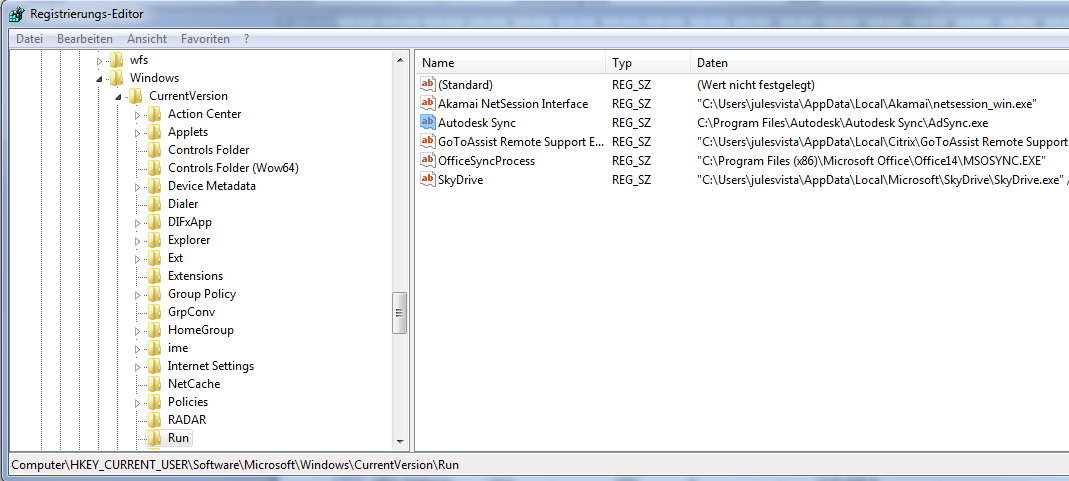 Registrierungs-Editor
Datei Bearbeiten Ansicht Favoriten ?
wfs
Windows
CurrentVersion
Action Center
Applets
Controls Folder
Controls Folder (Wow64)
Device Metadata
Dialer
DIFxApp
Explorer
Ext
Extensions
Group Policy
GrpConv
HomeGroup
ime
Internet Settings
NetCache
Policies
RADAR
Run
Name Typ Daten
(Standard) REG_SZ (Wert nicht festgelegt)
Akamai NetSession Interface REG_SZ "C:\Users\julesvista\AppData\Local\Akamai\netsession_win.exe"
Autodesk Sync REG_SZ C:\Program Files\Autodesk\Autodesk Sync\AdSync.exe
GoToAssist Remote Support E... REG_SZ "C:\Users\julesvista\AppData\Local\Citrix\GoToAssist Remote Support
OfficeSyncProcess REG_SZ "C:\Program Files (x86)\Microsoft Office\Office14\MSOSYNC.EXE"
SkyDrive REG_SZ "C:\Users\julesvista\AppData\Local\Microsoft\SkyDrive\SkyDrive.exe" /
Computer\HKEY_CURRENT_USER\Software\Microsoft\Windows\CurrentVersion\Run